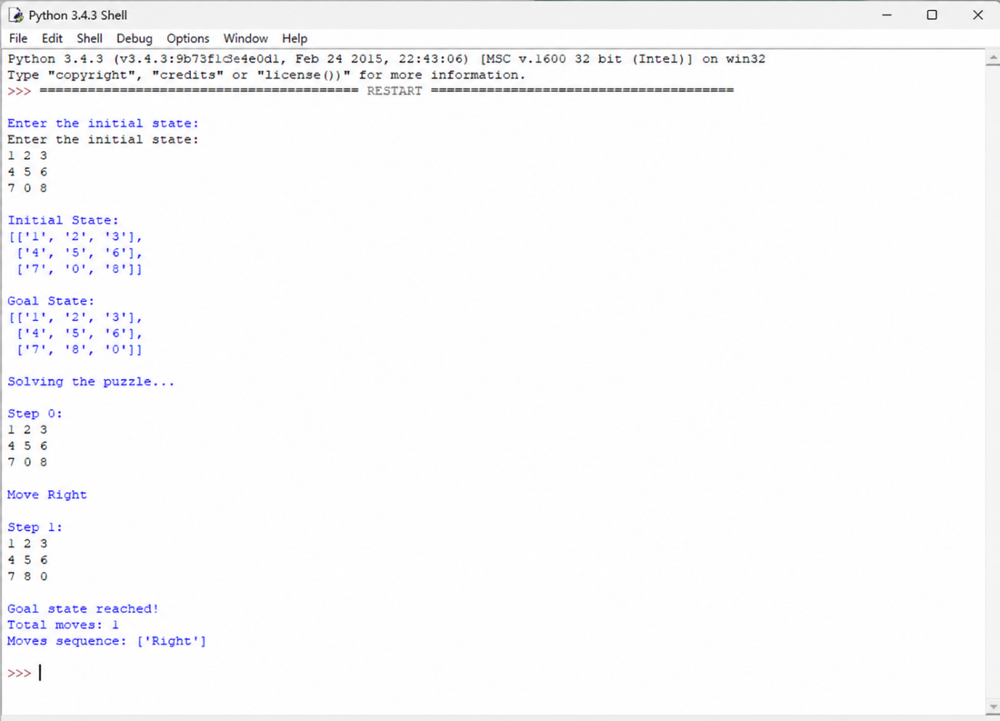 Python 3.4.3 Shell
File Edit Shell Debug Options Window Help
Python 3.4.3 (v3.4.3:9b73f1c3e4e0d1, Feb 24 2015, 22:43:06) [MSC v.1600 32 bit (Intel)] on win32
Type "copyright", "credits" or "license())" for more information.
>>> ======================================== RESTART ======================================
Enter the initial state:
Enter the initial state:
1 2 3
4 5 6
7 0 8
Initial State:
[['1', '2', '3'],
['4', '5', '6'],
['7', '0', '8']]
Goal State:
[['1', '2', '3'],
['4', '5', '6'],
['7', '8', '0']]
Solving the puzzle...
Step 0:
1 2 3
4 5 6
7 0 8
Move Right
Step 1:
1 2 3
4 5 6
7 8 0
Goal state reached!
Total moves: 1
Moves sequence: ['Right']
>>>